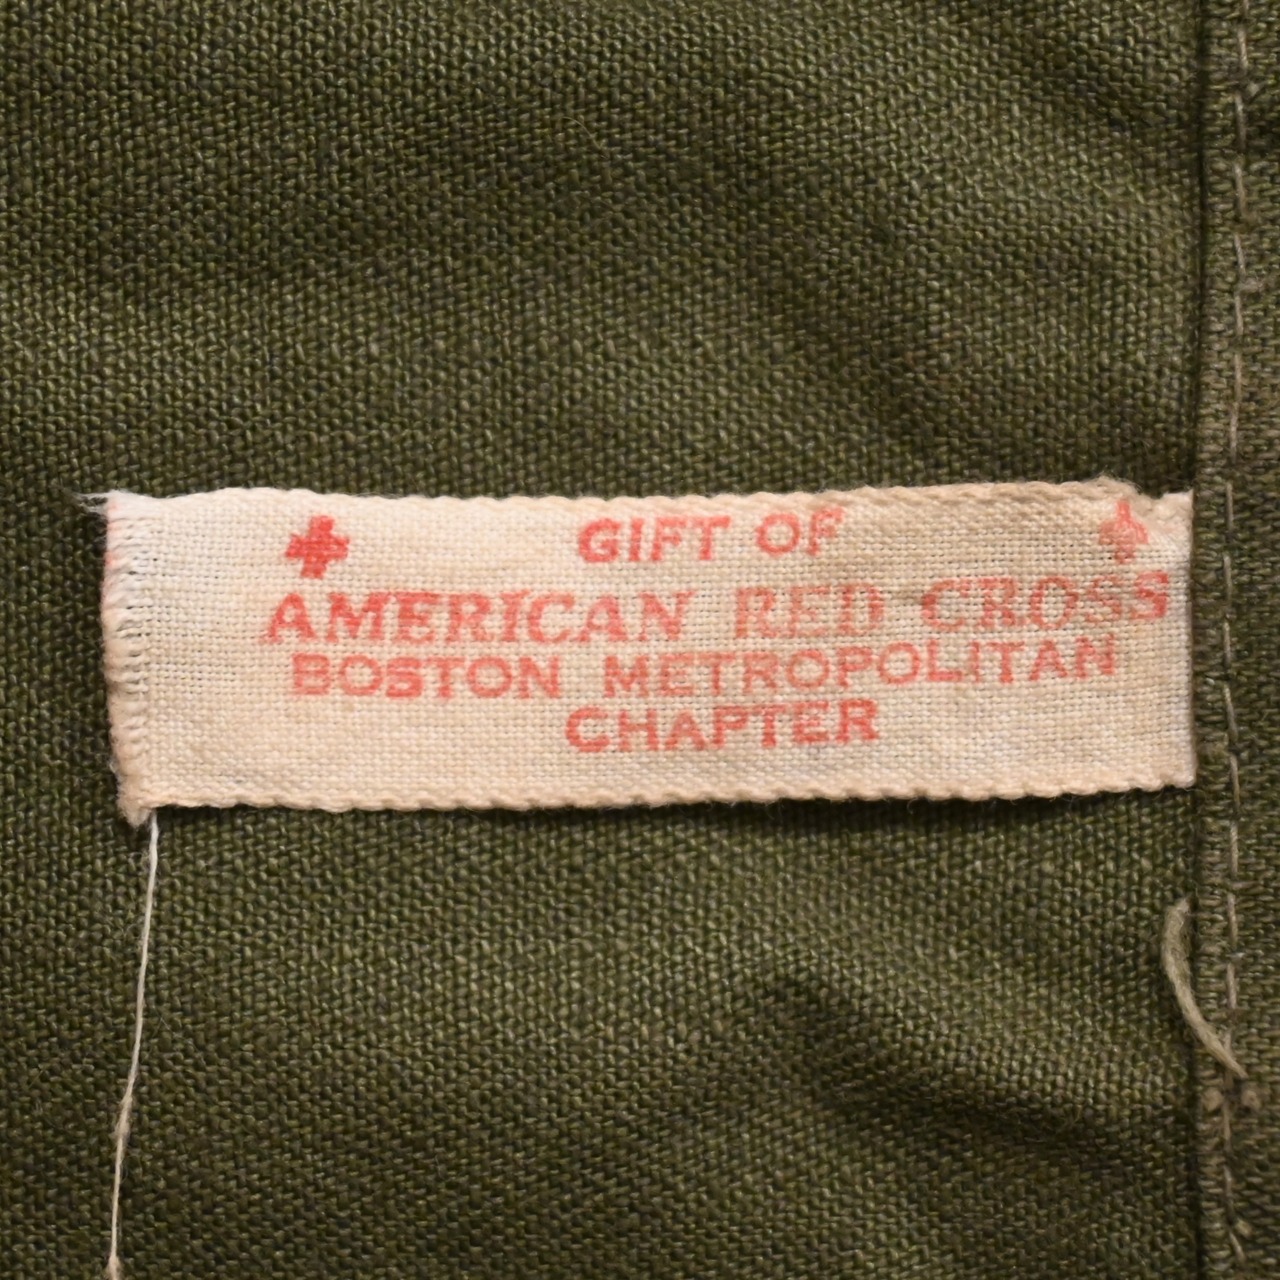 GIFT OF
AMERICAN RED CROSS
BOSTON METROPOLITAN
CHAPTER